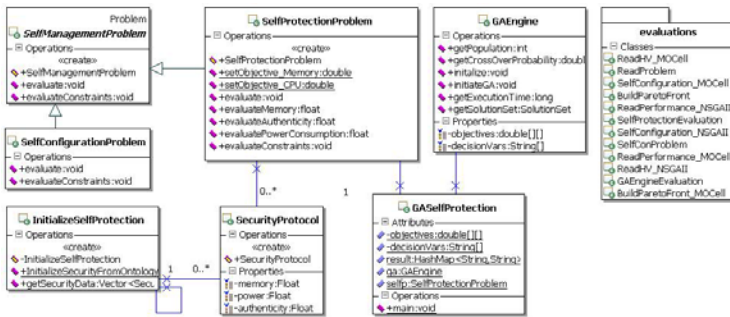 Problem
SelfManagementProblem
Operations
«create»
+SelfManagementProblem
+evaluate:void
+evaluateConstraints:void
SelfConfigurationProblem
Operations
+evaluate:void
+evaluateConstraints:void
SelfProtectionProblem
Operations
«create»
+SelfProtectionProblem
+setObjective_Memory:double
+setObjective_CPU:double
+evaluate:void
+evaluateMemory:float
+evaluateAuthenticity:float
+evaluatePowerConsumption:float
+evaluateConstraints:void
GAEngine
Operations
+getPopulation:int
+getCrossOverProbability:doubl
+initalize:void
+initiateGA:void
+getExecutionTime:long
+getSolutionSet:SolutionSet
Properties
-objectives:double[][]
-decisionVars:String[]
evaluations
Classes
ReadHV_MOCell
ReadProblem
SelfConfiguration_MOCell
BuildParetoFront
ReadPerformance_NSGAII
SelfProtectionEvaluation
SelfConfiguration_NSGAII
SelfConProblem
ReadPerformance_MOCell
ReadHV_NSGAII
GAEngineEvaluation
BuildParetoFront_MOCell
0..*
1
InitializeSelfProtection
Operations
«create»
-InitializeSelfProtection
+InitializeSecurityFromOntology
+getSecurityData:Vector<Secu
1
0..*
SecurityProtocol
Operations
«create»
+SecurityProtocol
Properties
-memory:Float
-power:Float
-authenticity:Float
GASelfProtection
Attributes
-objectives:double[][]
-decisionVars:String[]
result:HashMap<String,String>
ga:GAEngine
selfp:SelfProtectionProblem
Operations
+main:void